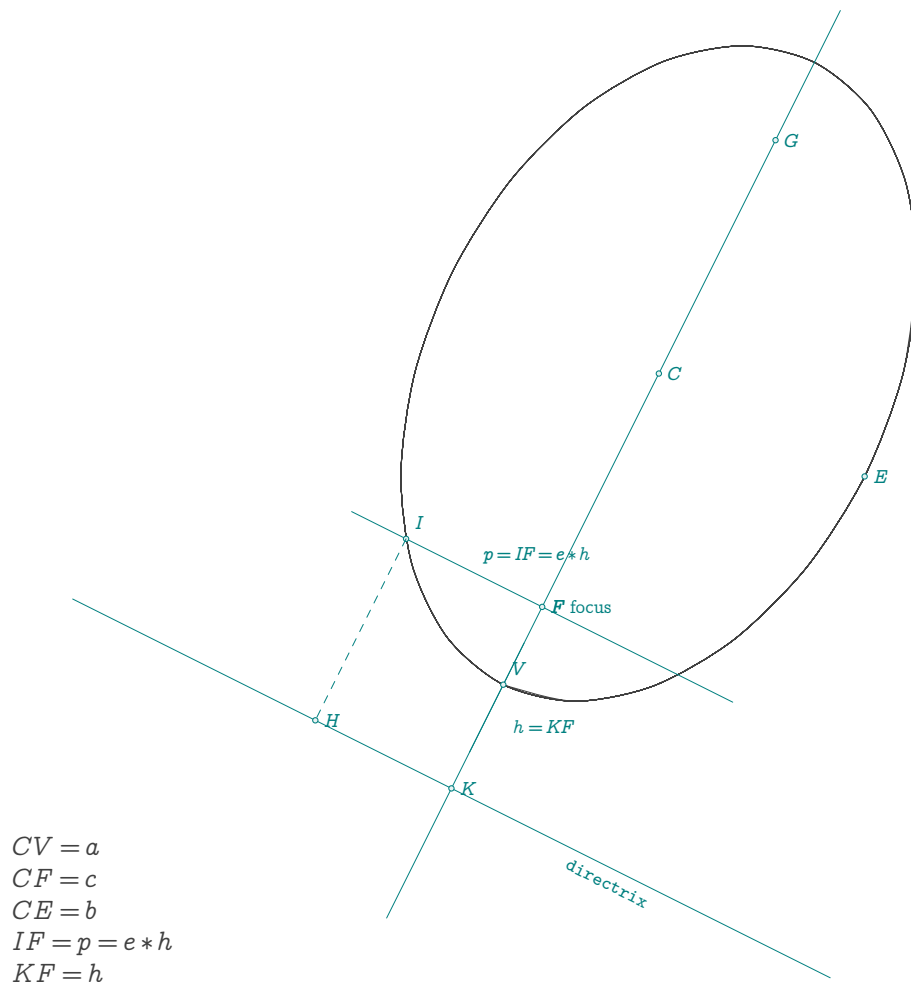 G
C
E
I
p = IF = e * h
F focus
V
H
h = KF
K
directrix
CV = a
CF = c
CE = b
IF = p = e * h
KF = h